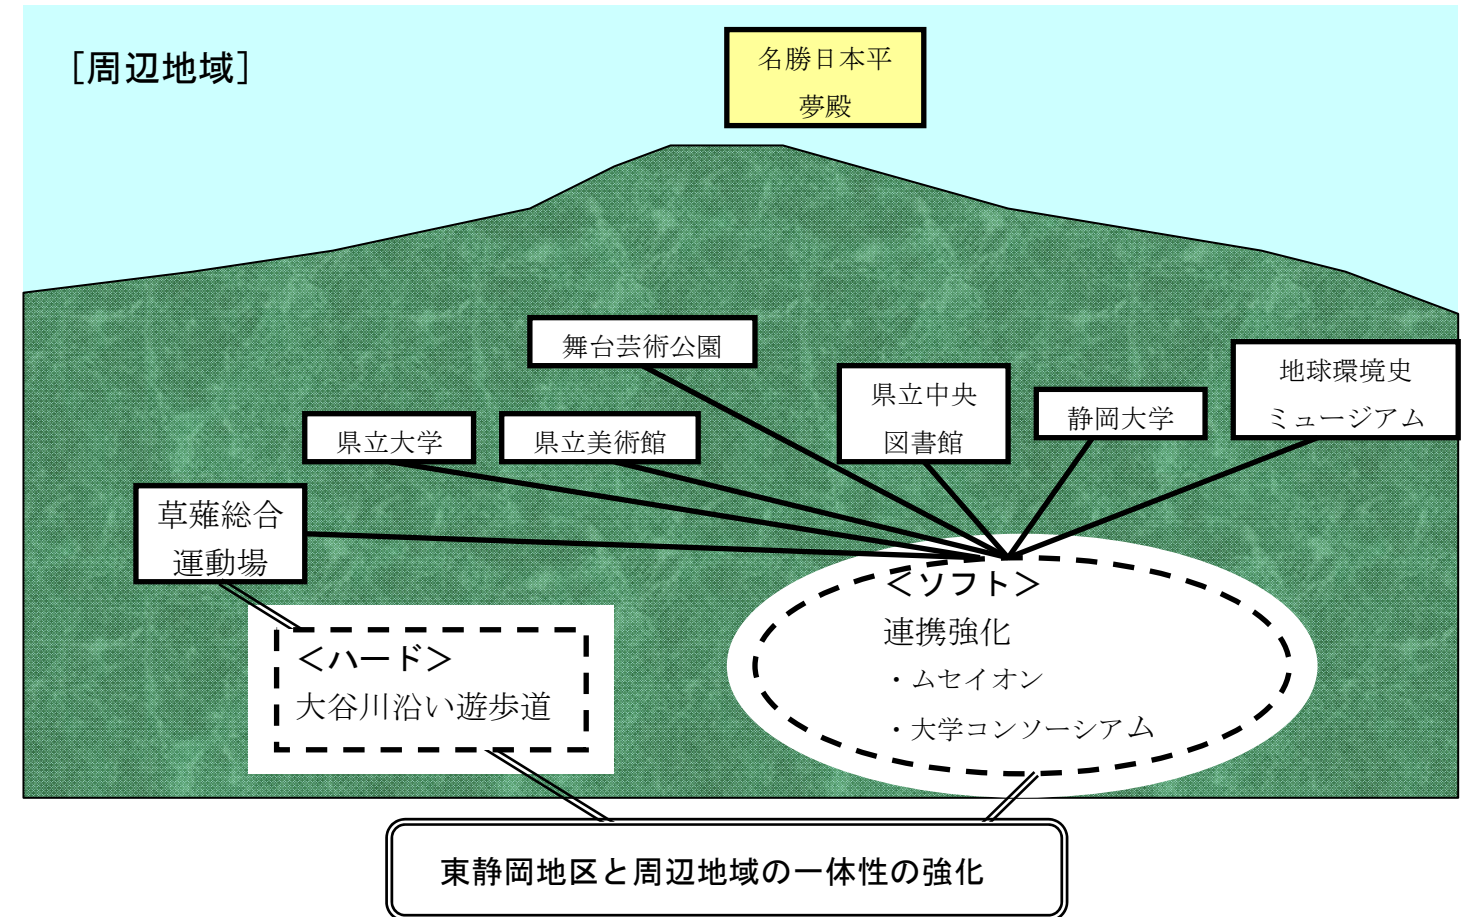 ［周辺地域］
名勝日本平
夢殿
舞台芸術公園
県立中央
図書館
静岡大学
地球環境史
ミュージアム
県立大学
県立美術館
草薙総合
運動場
＜ハード＞
大谷川沿い遊歩道
＜ソフト＞
連携強化
・ムセイオン
・大学コンソーシアム
東静岡地区と周辺地域の一体性の強化